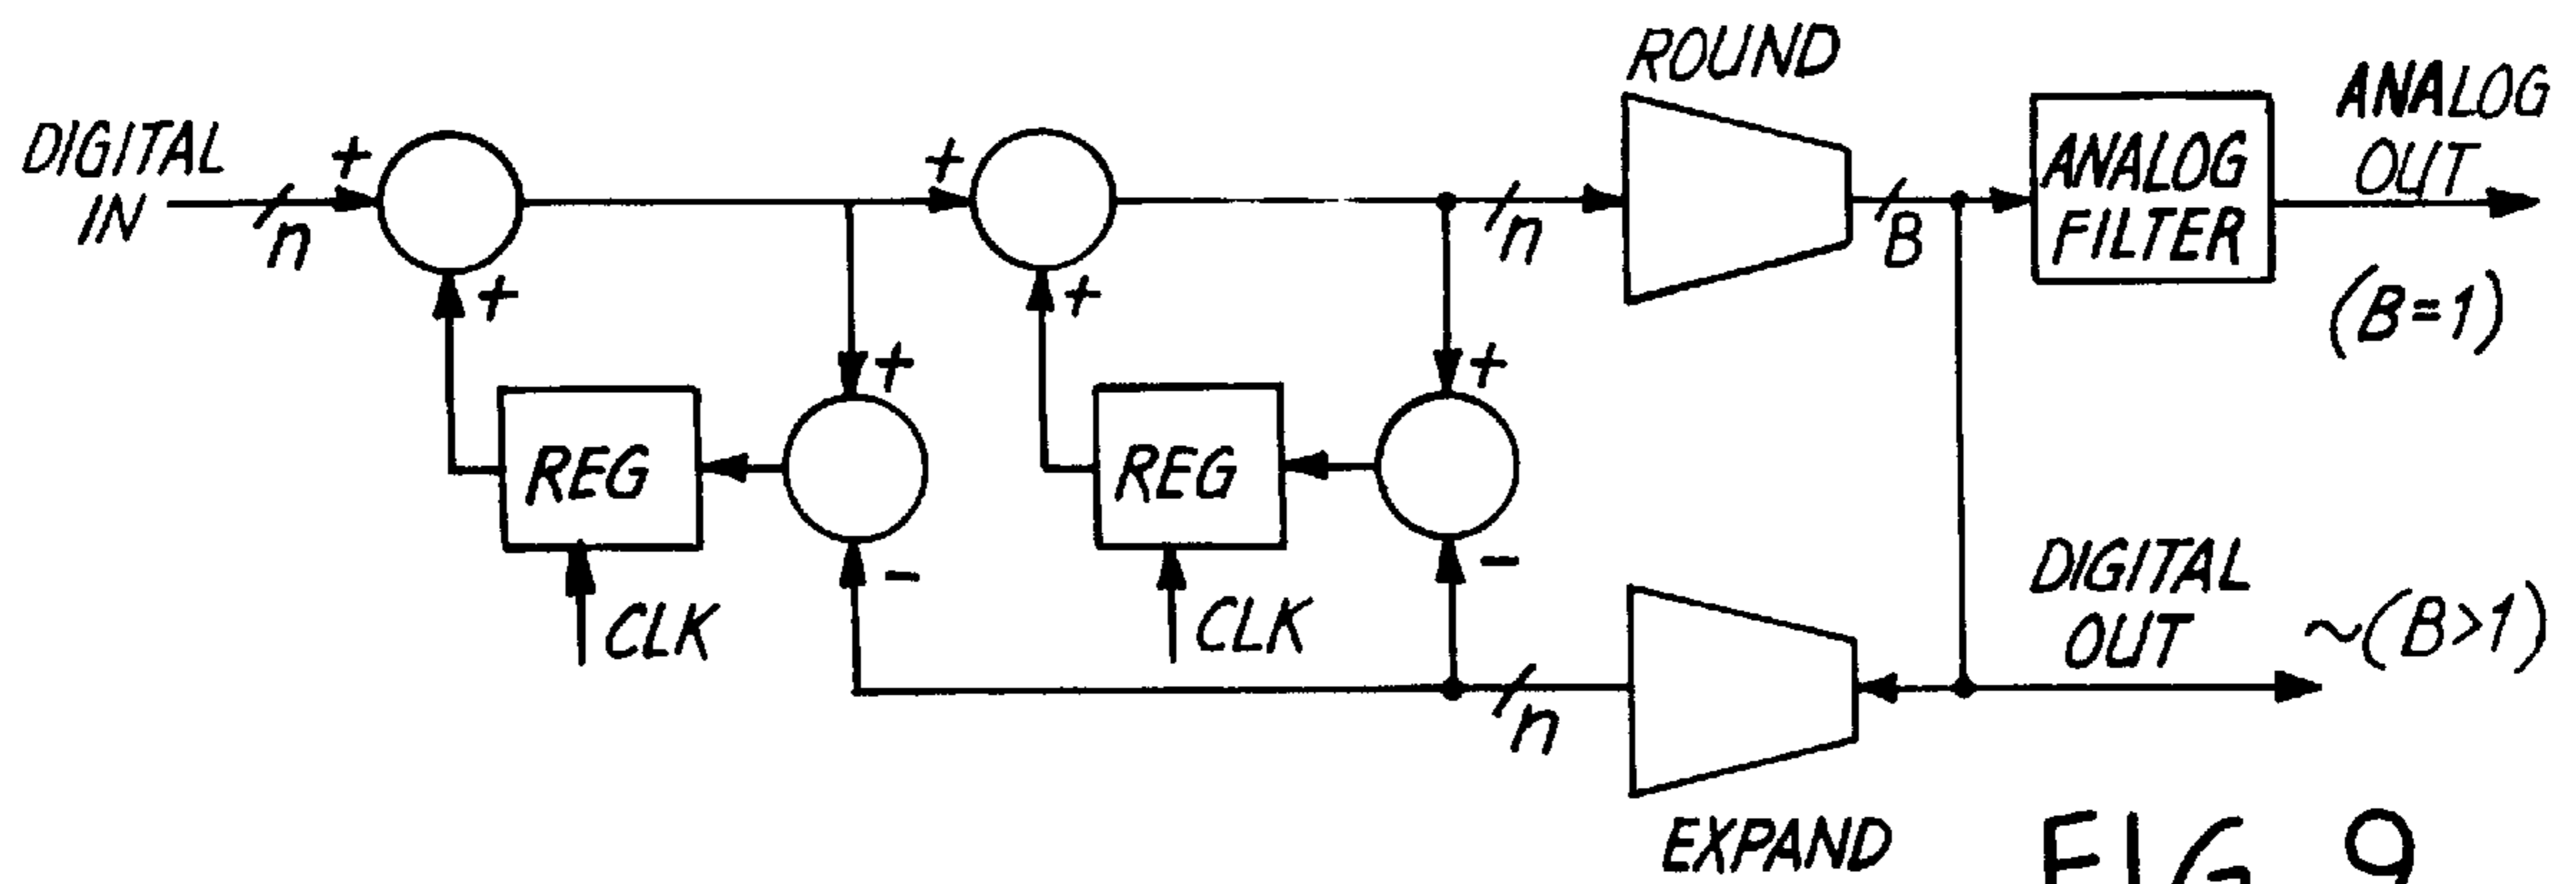 DIGITAL
IN
n
+
+
+
+
n
ROUND
B
ANALOG
FILTER
ANALOG
OUT
(B=1)
REG
CLK
+
-
REG
CLK
+
-
n
EXPAND
DIGITAL
OUT
~(B>1)
FIG. 9